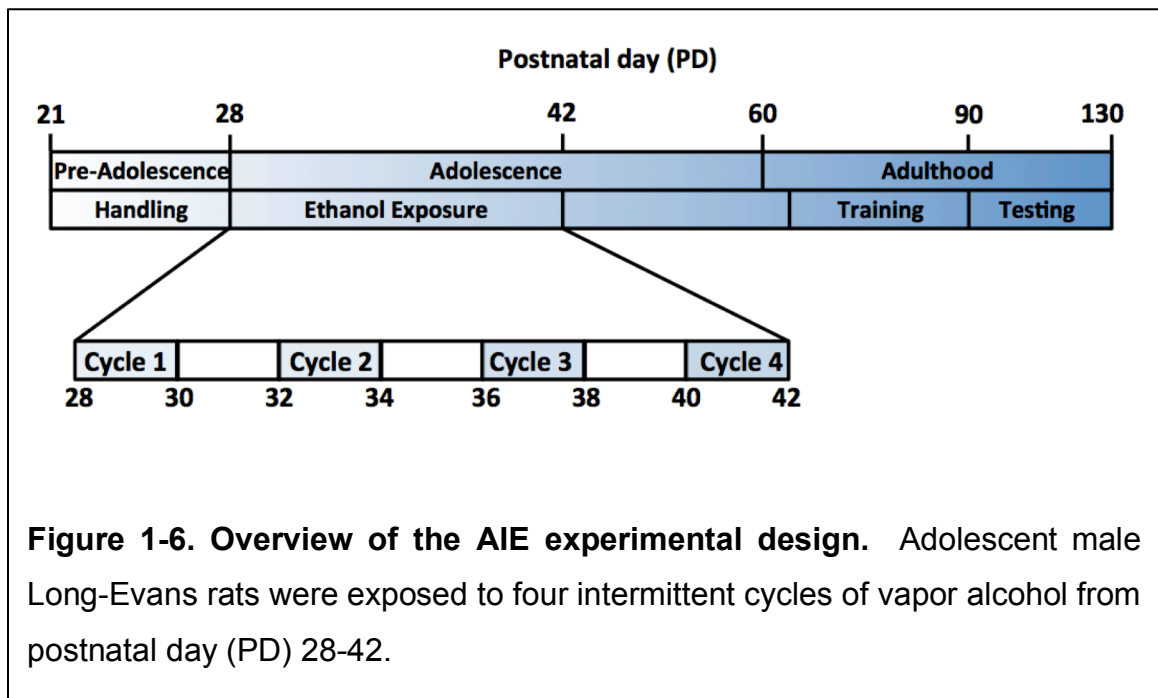 Postnatal day (PD)
21 28 42 60 90 130
Pre-Adolescence Adolescence Adulthood
Handling Ethanol Exposure Training Testing
Cycle 1 Cycle 2 Cycle 3 Cycle 4
28 30 32 34 36 38 40 42
Figure 1-6. Overview of the AIE experimental design. Adolescent male
Long-Evans rats were exposed to four intermittent cycles of vapor alcohol from
postnatal day (PD) 28-42.